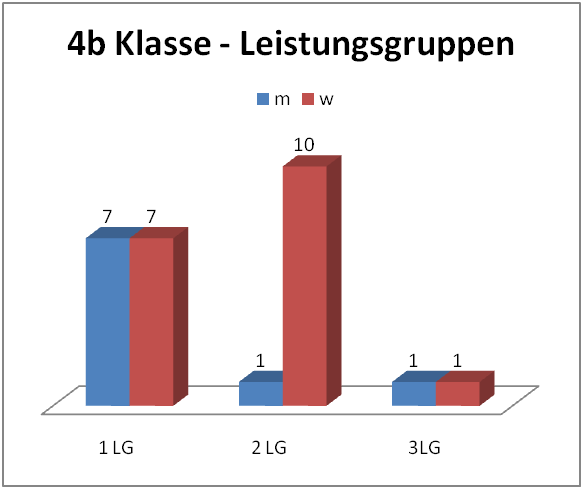 4b Klasse - Leistungsgruppen
m w
7 7 1 10 1 1
1 LG 2 LG 3LG